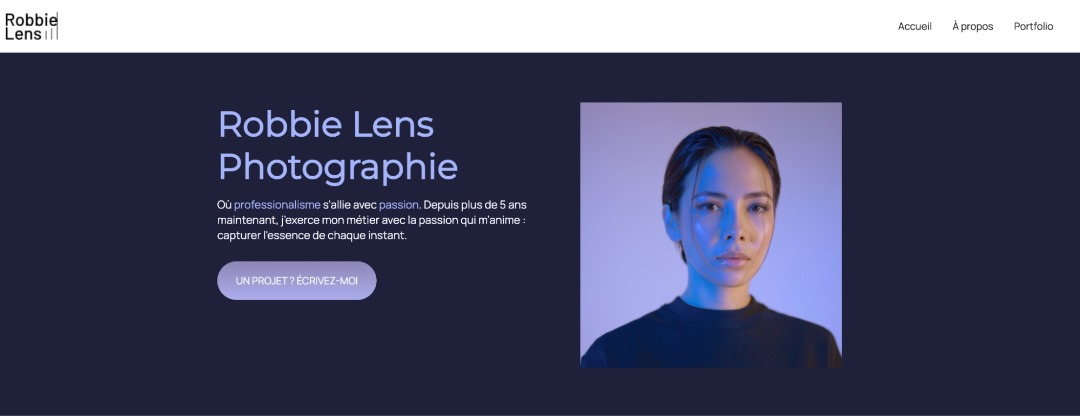 Robbie
Lens
Accueil
À propos
Portfolio
Robbie Lens
Photographie
Où professionalisme s'allie avec passion. Depuis plus de 5 ans
maintenant, j'exerce mon métier avec la passion qui m'anime :
capturer l'essence de chaque instant.
UN PROJET ? ÉCRIVEZ-MOI